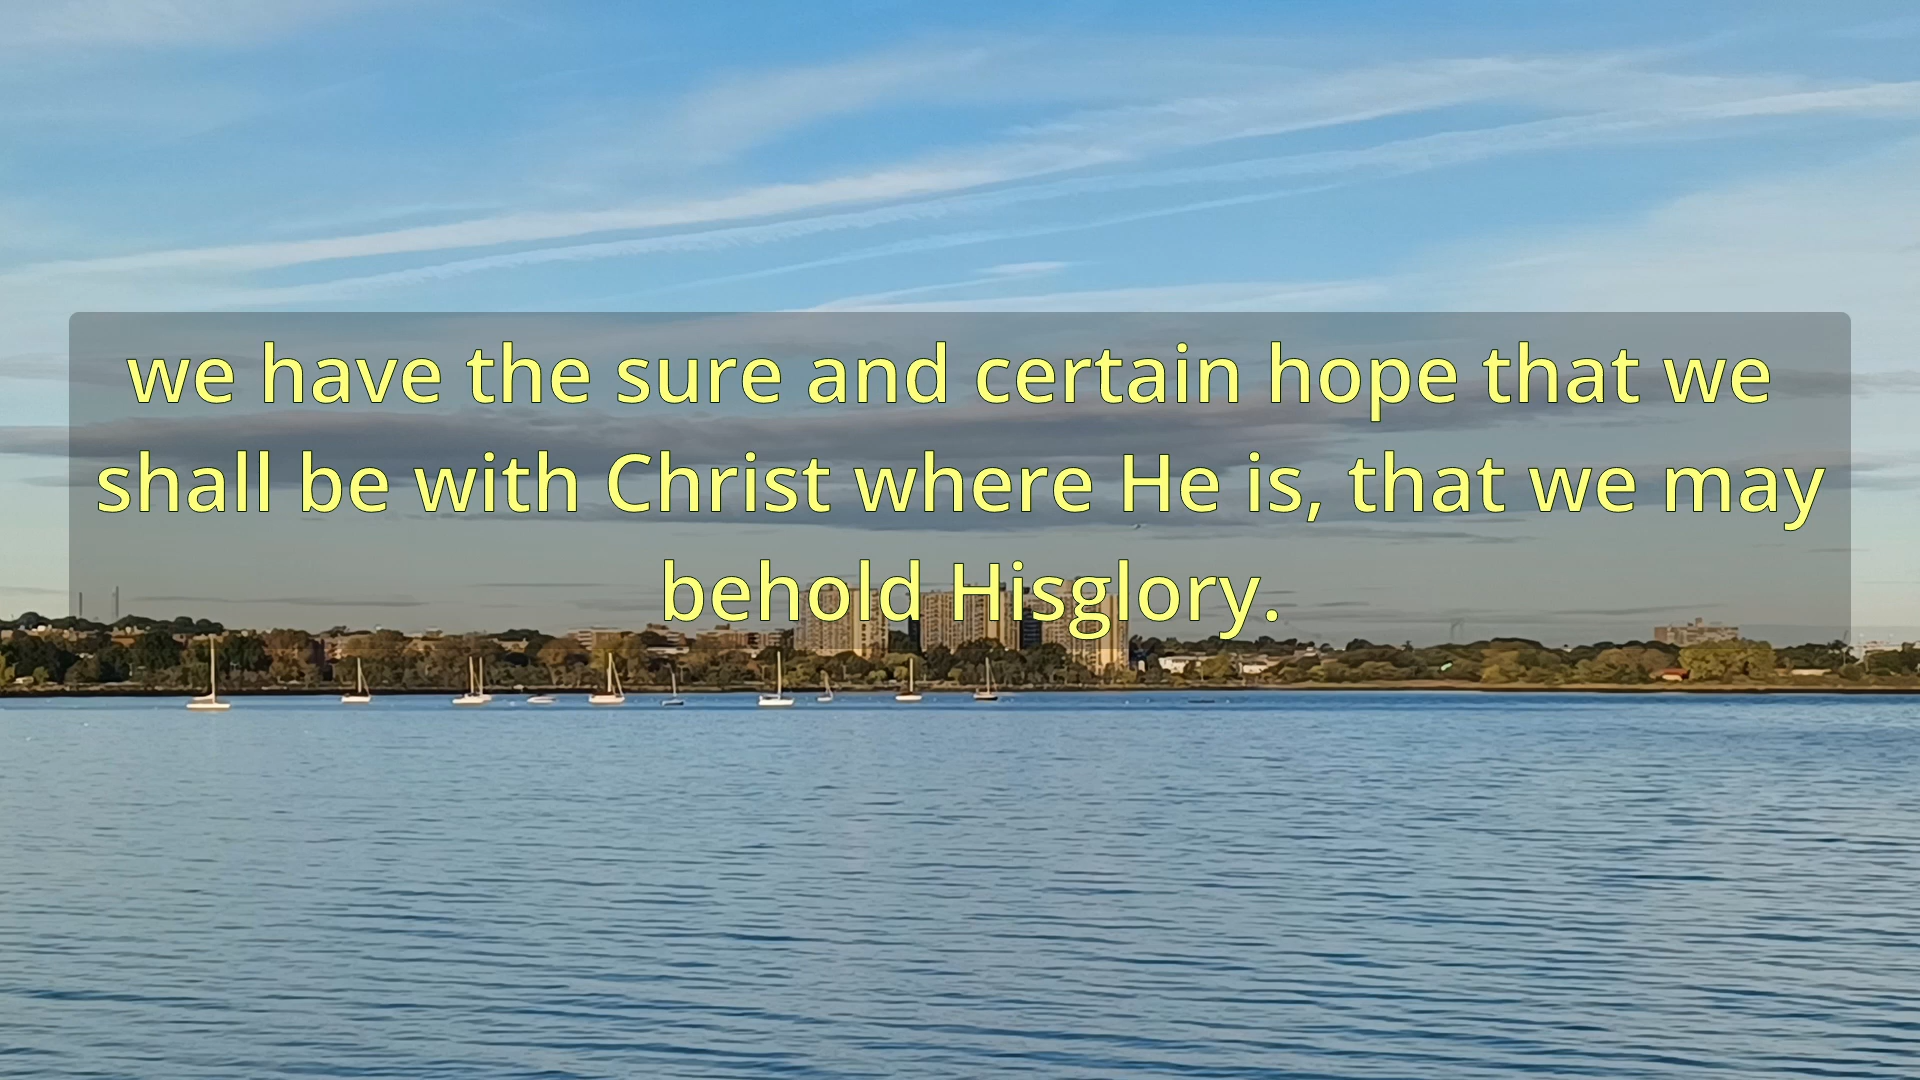 we have the sure and certain hope that we
shall be with Christ where He is, that we may
behold Hisglory.